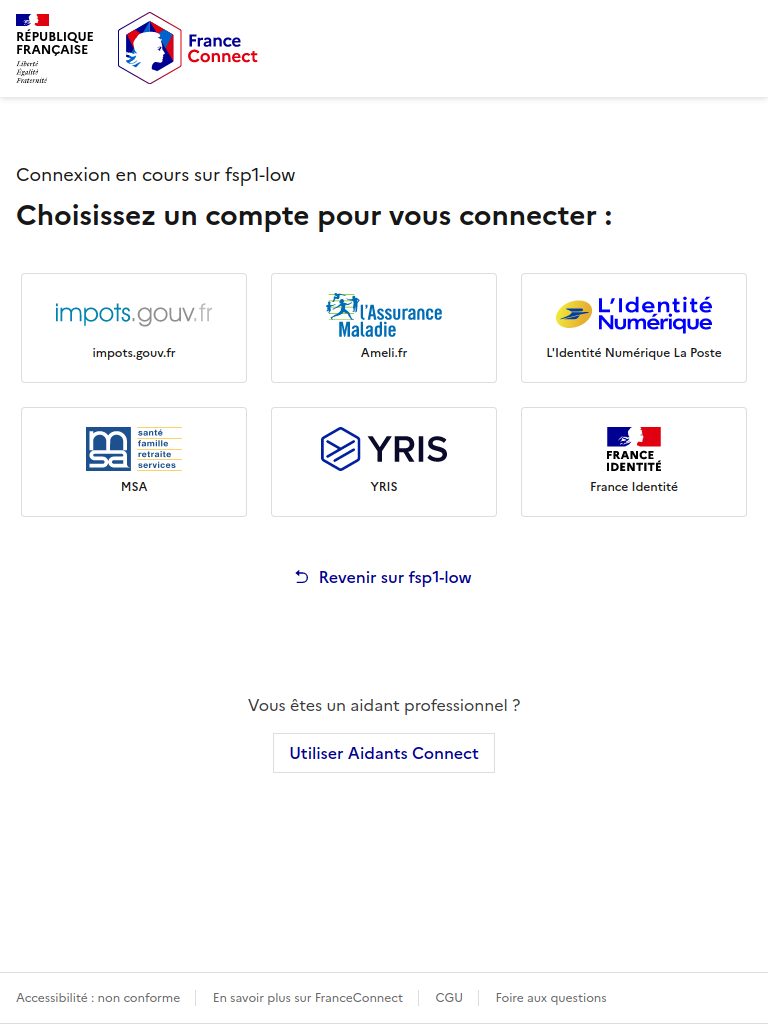 RÉPUBLIQUE
FRANÇAISE
Liberté
Égalité
Fraternité
France
Connect
Connexion en cours sur fsp1-low
Choisissez un compte pour vous connecter :
impots.gouv.fr
impots.gouv.fr
l'Assurance
Maladie
Ameli.fr
L'Identité
Numérique
L'Identité Numérique La Poste
msa
santé
famille
retraite
services
MSA
YRIS
YRIS
FRANCE
IDENTITÉ
France Identité
Revenir sur fsp1-low
Vous êtes un aidant professionnel ?
Utiliser Aidants Connect
Accessibilité : non conforme
En savoir plus sur FranceConnect
CGU
Foire aux questions